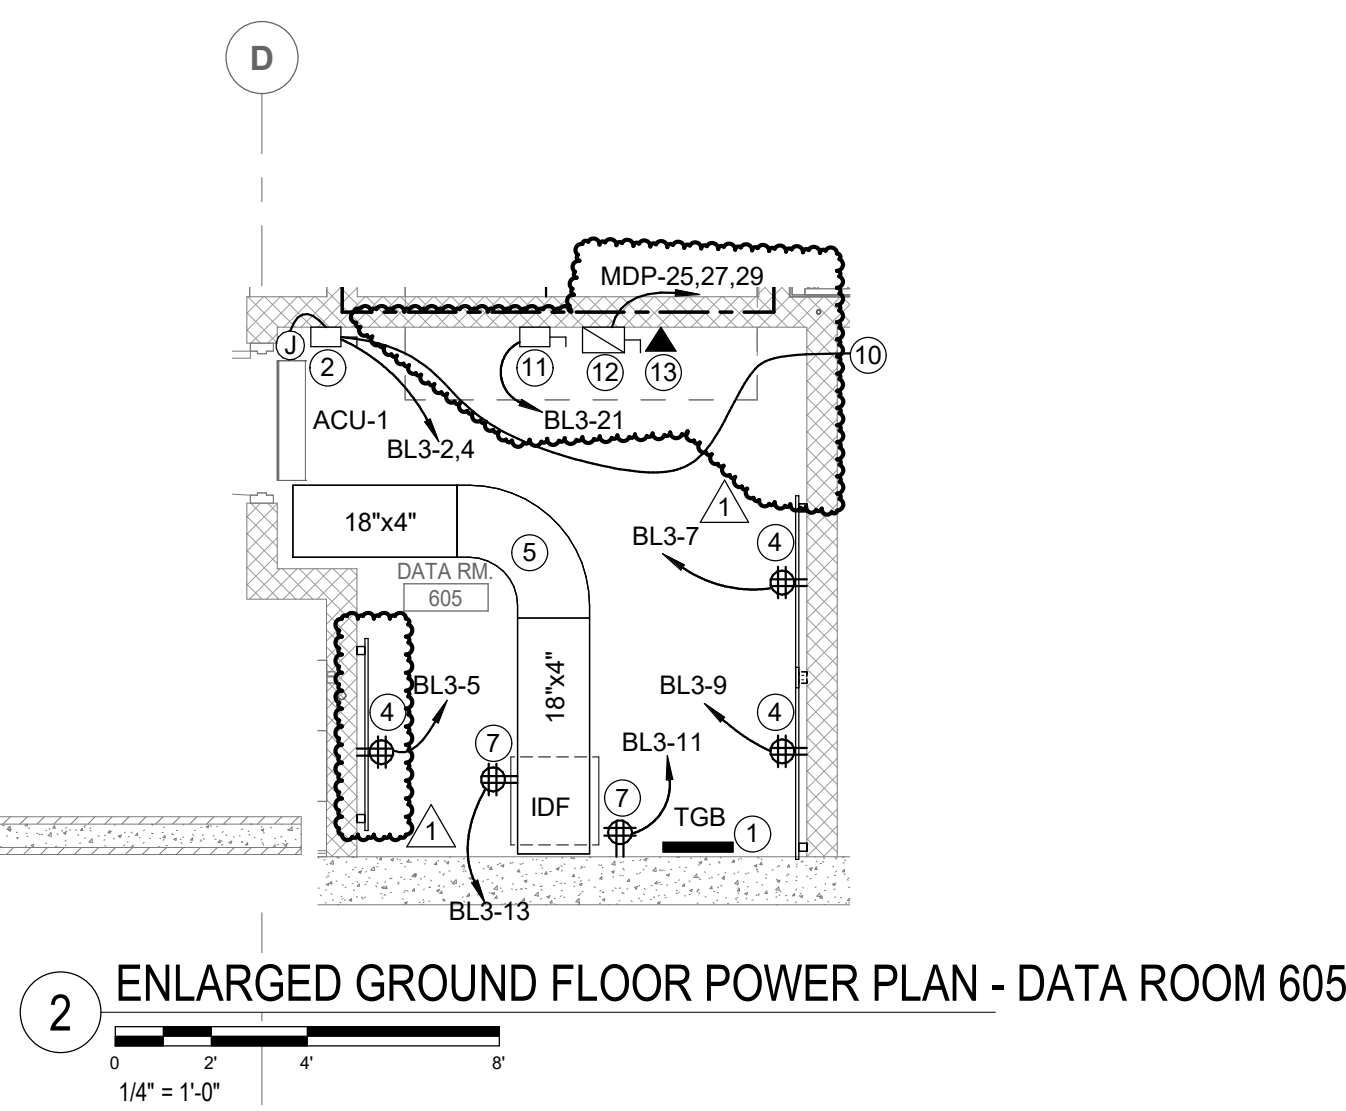 D
MDP-25,27,29
J
2
11
12
13
10
ACU-1
BL3-2,4
BL3-21
18"x4"
5
1
BL3-7
4
DATA RM.
605
18"x4"
BL3-5
4
BL3-9
4
7
BL3-11
IDF
7
TGB
1
1
BL3-13
2
ENLARGED GROUND FLOOR POWER PLAN - DATA ROOM 605
0 2' 4' 8'
1/4" = 1'-0"